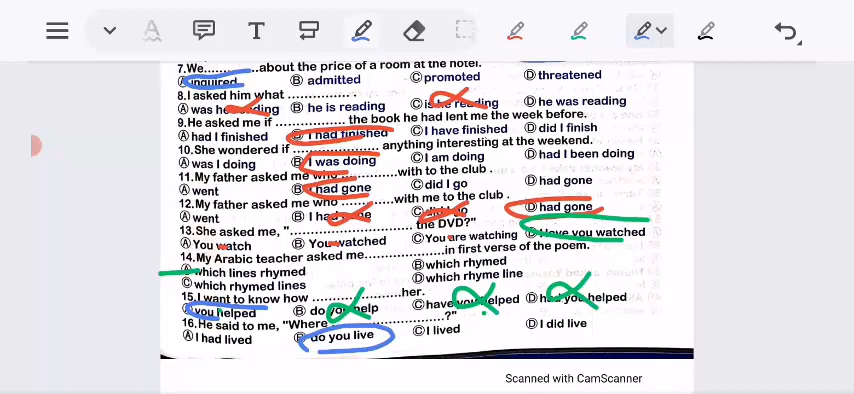 7.We..............about the price of a room at the hotel.
Ⓐ inquired Ⓑ admitted Ⓒ promoted Ⓓ threatened
8.I asked him what ................ .
Ⓐ was he reading Ⓑ he is reading Ⓒ is he reading Ⓓ he was reading
9.He asked me if ................. the book he had lent me the week before.
Ⓐ had I finished Ⓑ I had finished Ⓒ I have finished Ⓓ did I finish
10.She wondered if ..................... anything interesting at the weekend.
Ⓐ was I doing Ⓑ I was doing Ⓒ I am doing Ⓓ had I been doing
11.My father asked me who .................with to the club .
Ⓐ went Ⓑ I had gone Ⓒ did I go Ⓓ had gone
12.My father asked me who ................with me to the club .
Ⓐ went Ⓑ I had gone Ⓒ did I go Ⓓ had gone
13.She asked me, "............................... the DVD?"
Ⓐ You watch Ⓑ You watched Ⓒ You are watching Ⓓ Have you watched
14.My Arabic teacher asked me....................in first verse of the poem.
Ⓐ which lines rhymed Ⓑ which rhymed
Ⓒ which rhymed lines Ⓓ which rhyme line
15.I want to know how ......................her.
Ⓐ you helped Ⓑ do you help Ⓒ have you helped Ⓓ had you helped
16.He said to me, "Where .............................?"
Ⓐ I had lived Ⓑ do you live Ⓒ I lived Ⓓ I did live
Scanned with CamScanner